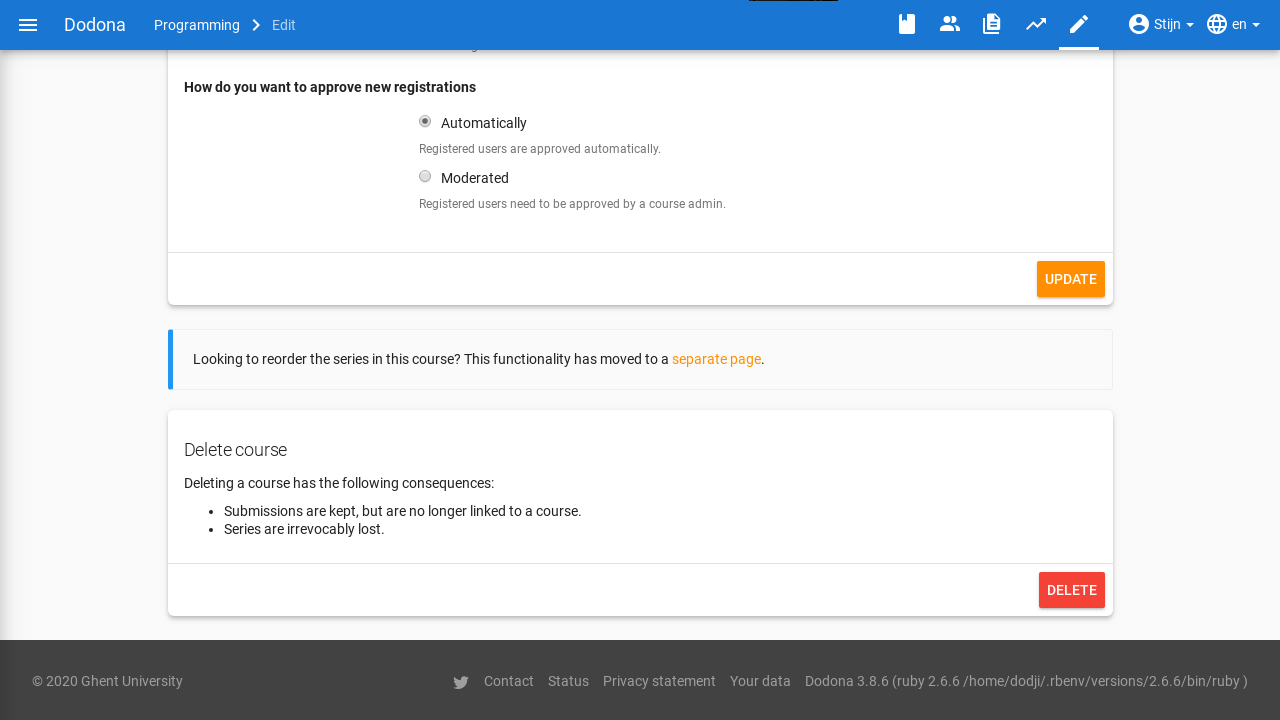 Dodona Programming Edit Stijn en
How do you want to approve new registrations
Automatically
Registered users are approved automatically.
Moderated
Registered users need to be approved by a course admin.
UPDATE
Looking to reorder the series in this course? This functionality has moved to a separate page.
Delete course
Deleting a course has the following consequences:
Submissions are kept, but are no longer linked to a course.
Series are irrevocably lost.
DELETE
© 2020 Ghent University Contact Status Privacy statement Your data Dodona 3.8.6 (ruby 2.6.6 /home/dodji/.rbenv/versions/2.6.6/bin/ruby )